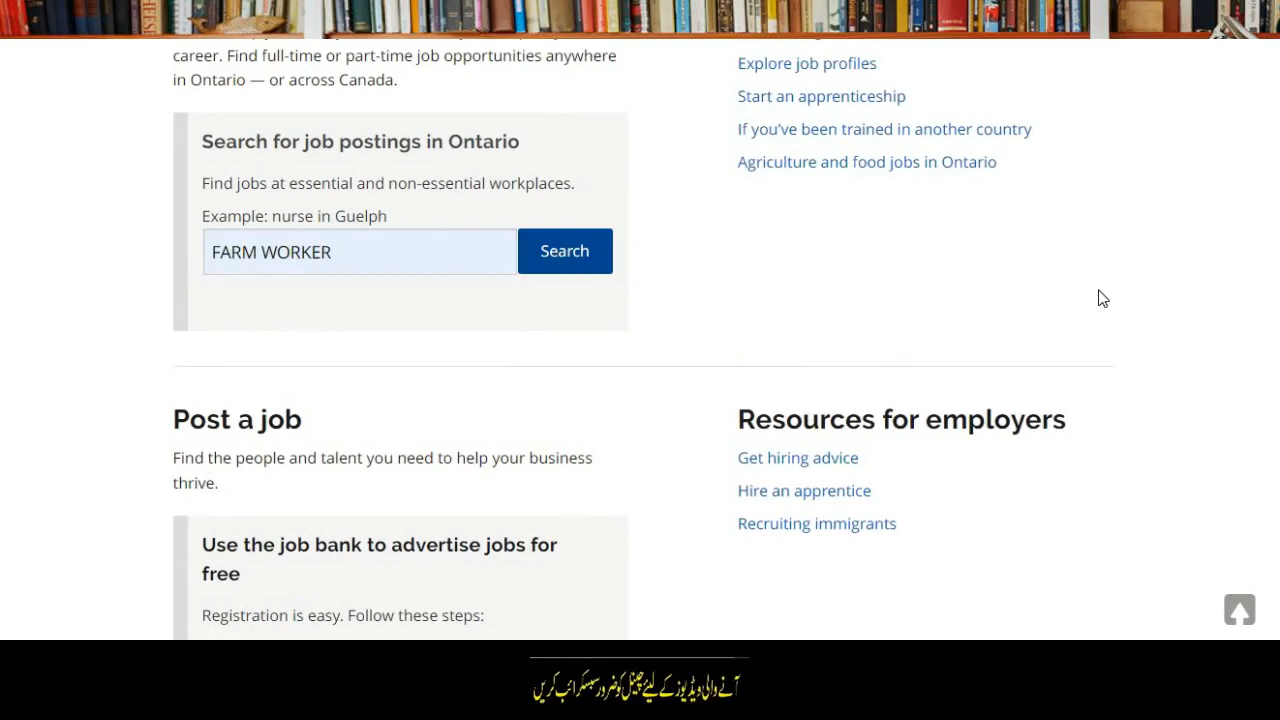 career. Find full-time or part-time job opportunities anywhere
in Ontario — or across Canada.
Search for job postings in Ontario
Find jobs at essential and non-essential workplaces.
Example: nurse in Guelph
FARM WORKER
Search
Explore job profiles
Start an apprenticeship
If you've been trained in another country
Agriculture and food jobs in Ontario
Post a job
Find the people and talent you need to help your business
thrive.
Use the job bank to advertise jobs for
free
Registration is easy. Follow these steps:
Resources for employers
Get hiring advice
Hire an apprentice
Recruiting immigrants
آنے والی ویڈیوز کے لیئے چینل کو ضرور سبسکرائب کریں